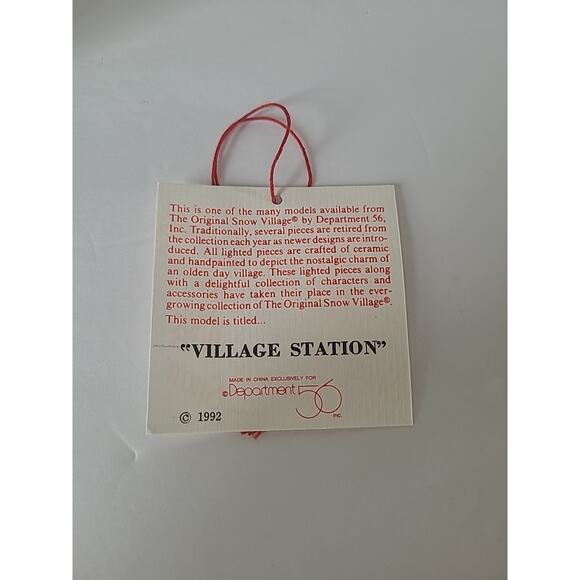 This is one of the many models available from
The Original Snow Village® by Department 56,
Inc. Traditionally, several pieces are retired from
the collection each year as newer designs are intro-
duced. All lighted pieces are crafted of ceramic
and handpainted to depict the nostalgic charm of
an olden day village. These lighted pieces along
with a delightful collection of characters and
accessories have taken their place in the ever-
growing collection of The Original Snow Village®.
This model is titled...
“VILLAGE STATION”
MADE IN CHINA EXCLUSIVELY FOR
©Department 56 INC.
© 1992